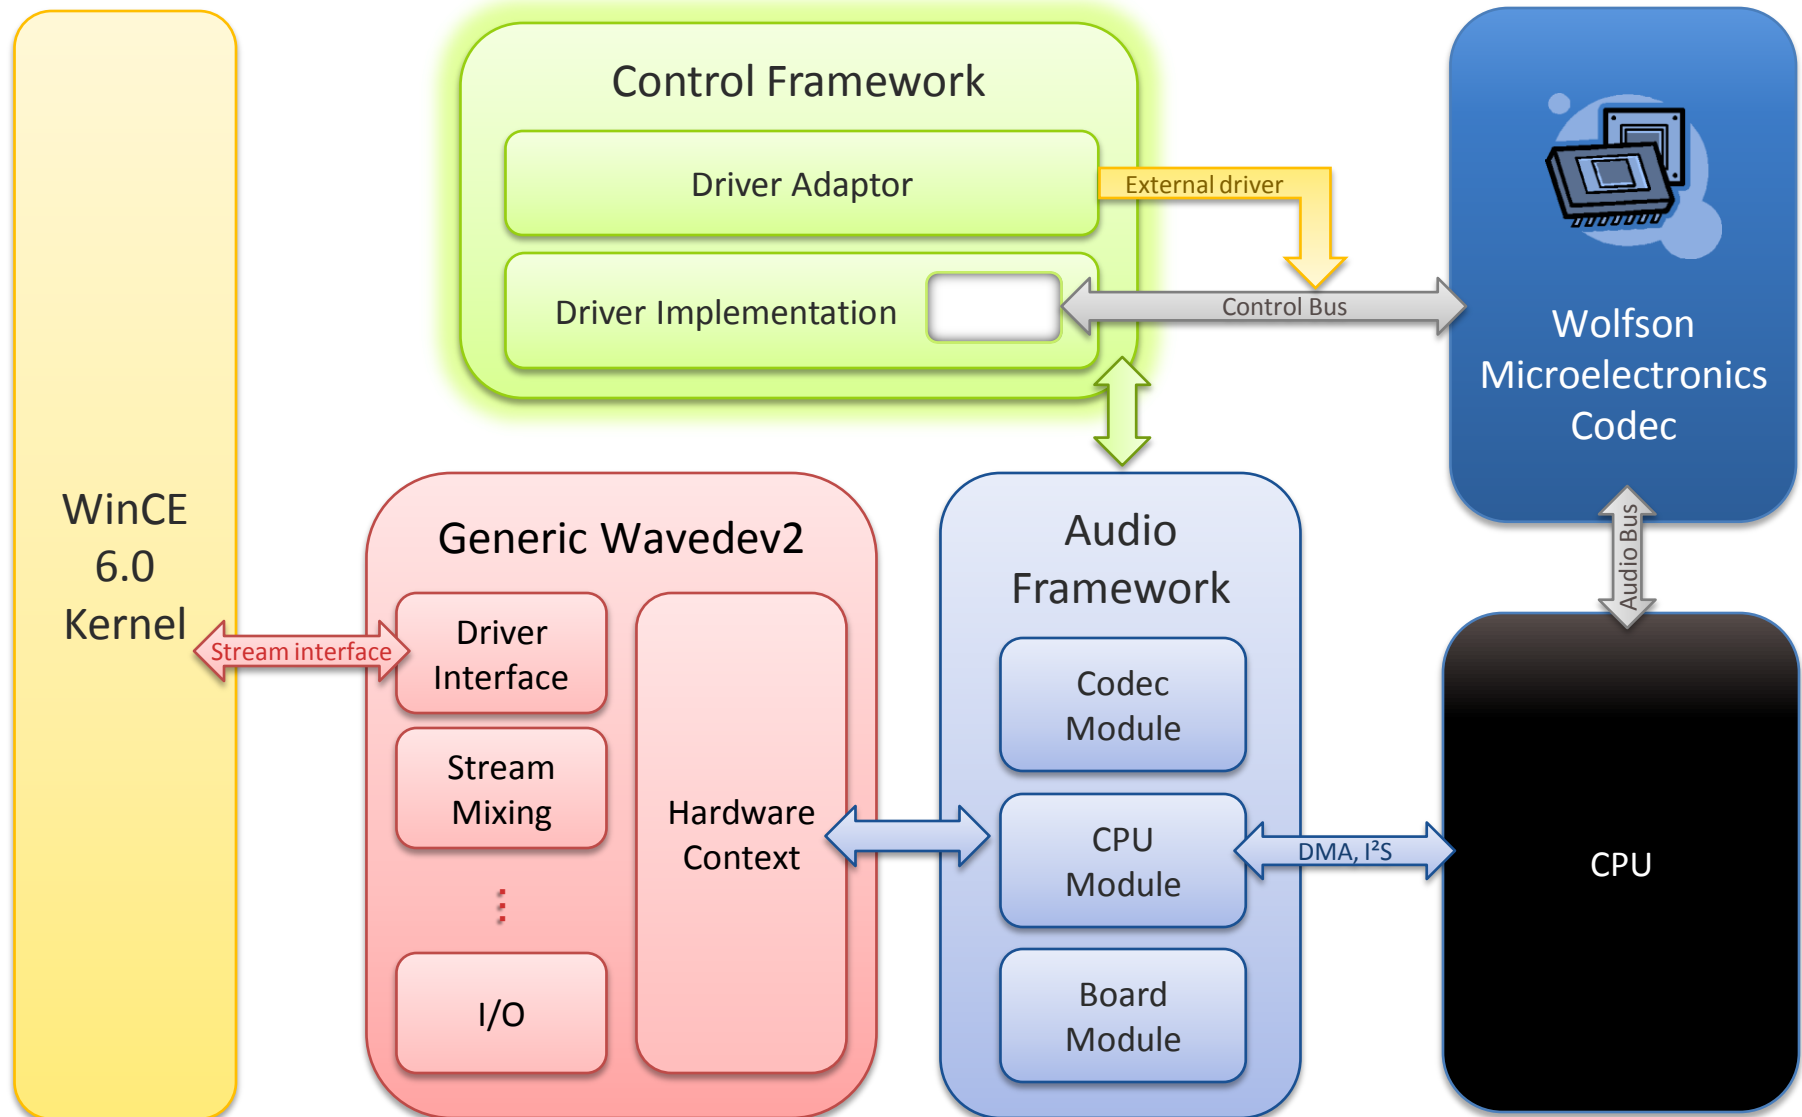 Control Framework
Driver Adaptor
External driver
Driver Implementation
Control Bus
Wolfson
Microelectronics
Codec
WinCE
6.0
Kernel
Stream interface
Generic Wavedev2
Driver
Interface
Stream
Mixing
...
I/O
Hardware
Context
Audio
Framework
Codec
Module
CPU
Module
Board
Module
DMA, I²S
Audio Bus
CPU